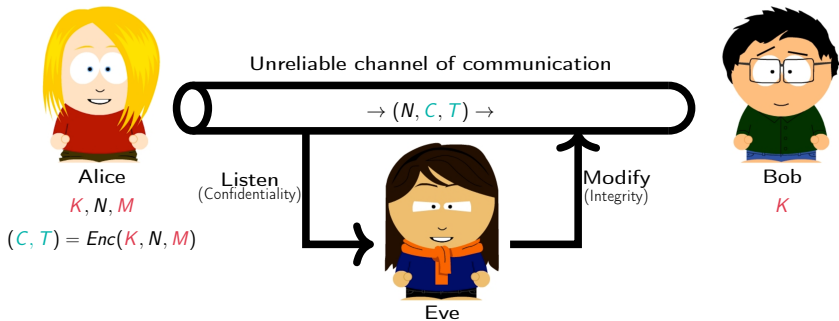 Unreliable channel of communication
→ (N, C, T) →
Alice
K, N, M
(C, T) = Enc(K, N, M)
Listen
(Confidentiality)
Modify
(Integrity)
Bob
K
Eve